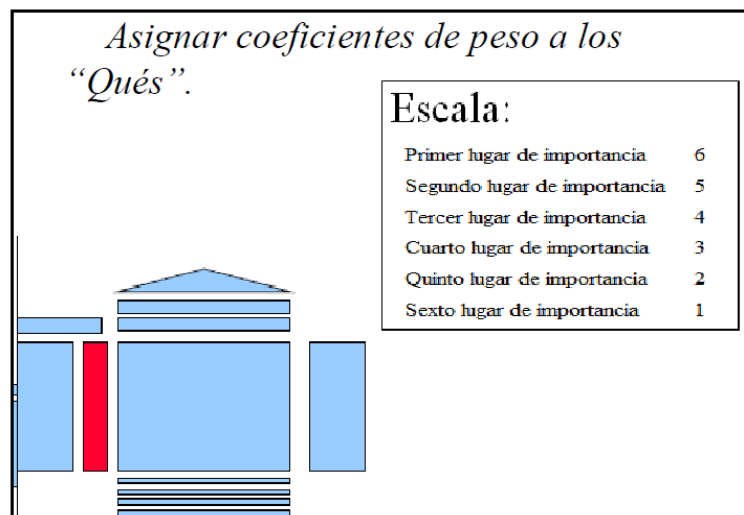 Asignar coeficientes de peso a los
“Qués”.
Escala:
Primer lugar de importancia 6
Segundo lugar de importancia 5
Tercer lugar de importancia 4
Cuarto lugar de importancia 3
Quinto lugar de importancia 2
Sexto lugar de importancia 1